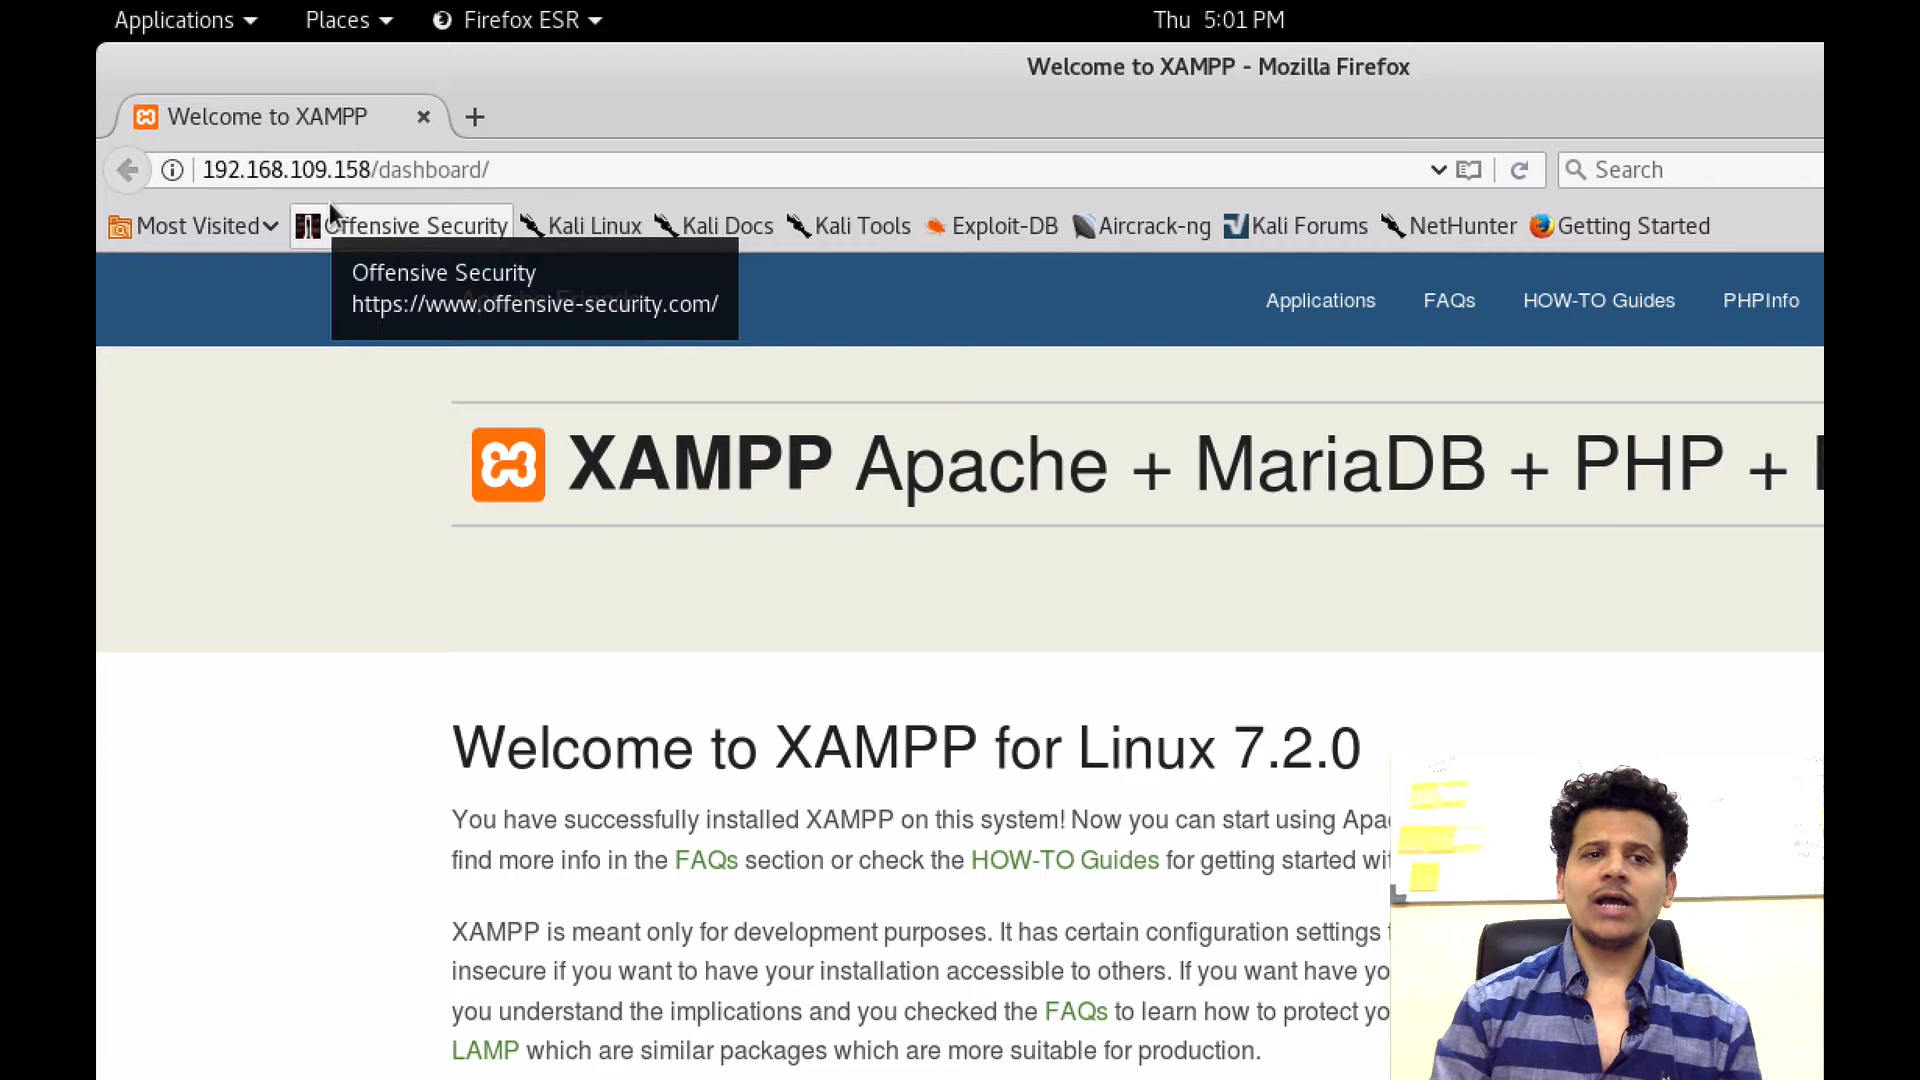 Applications Places Firefox ESR Thu 5:01 PM
Welcome to XAMPP - Mozilla Firefox
Welcome to XAMPP
192.168.109.158/dashboard/ Search
Most Visited Offensive Security Kali Linux Kali Docs Kali Tools Exploit-DB Aircrack-ng Kali Forums NetHunter Getting Started
Offensive Security
https://www.offensive-security.com/
Applications FAQs HOW-TO Guides PHPInfo
XAMPP Apache + MariaDB + PHP +
Welcome to XAMPP for Linux 7.2.0
You have successfully installed XAMPP on this system! Now you can start using Apac
find more info in the FAQs section or check the HOW-TO Guides for getting started wit
XAMPP is meant only for development purposes. It has certain configuration settings
insecure if you want to have your installation accessible to others. If you want have yo
you understand the implications and you checked the FAQs to learn how to protect yo
LAMP which are similar packages which are more suitable for production.